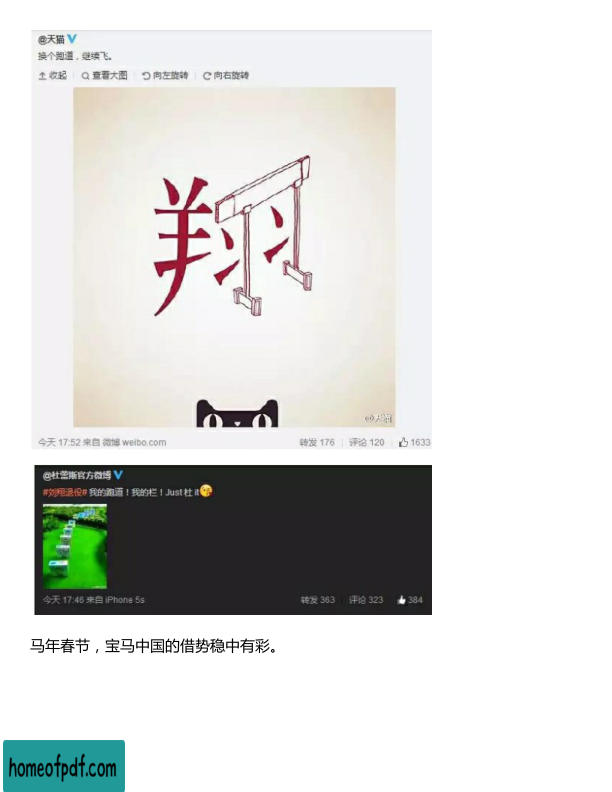 @天猫
换个跑道，继续飞。
收起 查看大图 向左旋转 向右旋转
翔
@天猫
今天 17:52 来自 微博 weibo.com 转发 176 评论 120 1633
@杜蕾斯官方微博
#刘翔退役# 我的跑道！我的栏！Just 杜 it😘
今天 17:46 来自 iPhone 5s 转发 363 评论 323 384
马年春节，宝马中国的借势稳中有彩。
homeofpdf.com